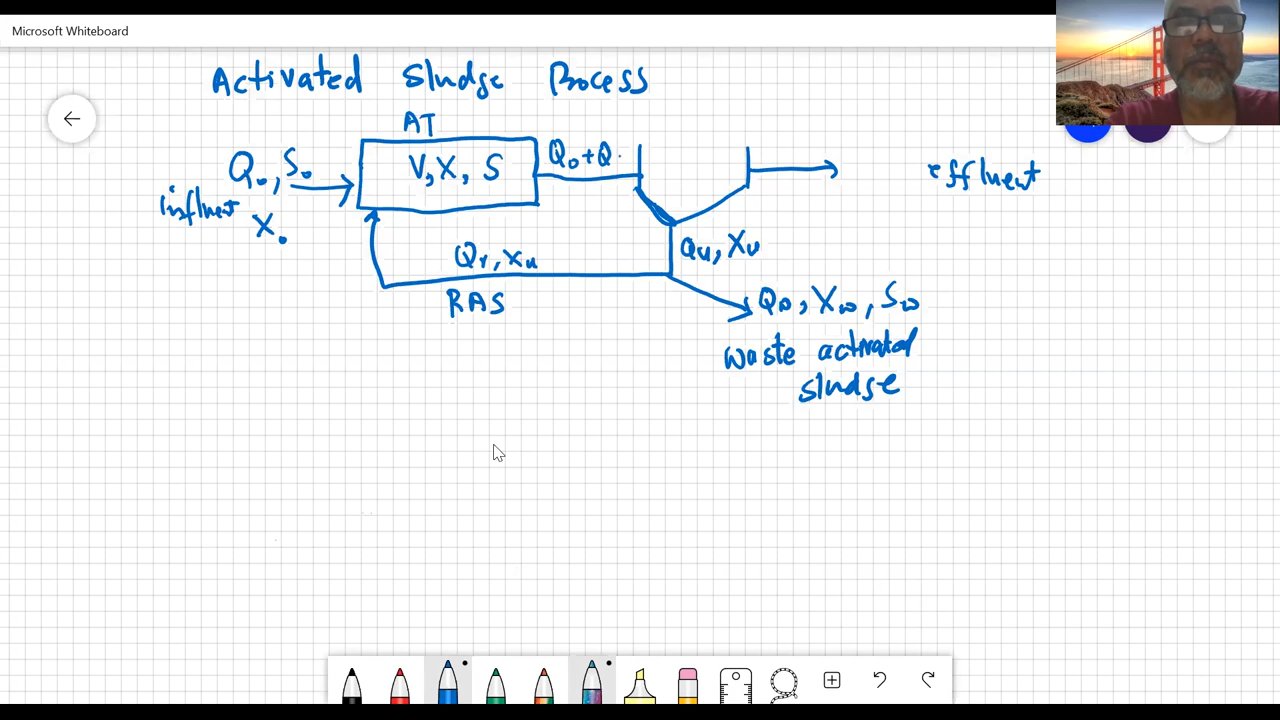 Microsoft Whiteboard
Activated Sludge Process
AT
Q₀, S₀
influent
X₀
V, X, S
Q₀+Q
effluent
Qr, Xu
RAS
Qu, Xu
Qw, Xw, Sw
waste activated
sludge